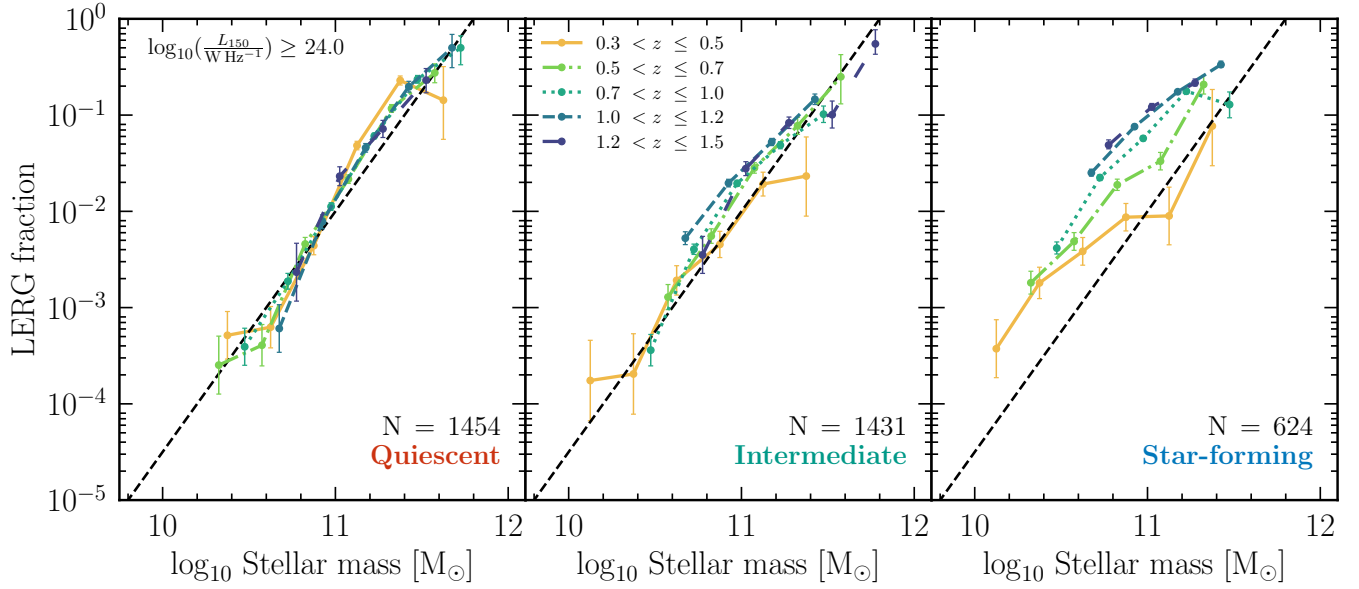 LERG fraction
10⁰
10⁻¹
10⁻²
10⁻³
10⁻⁴
10⁻⁵
log₁₀(L₁₅₀/W Hz⁻¹) ≥ 24.0
N = 1454
Quiescent
10 11 12
log₁₀ Stellar mass [M⊙]
0.3 < z ≤ 0.5
0.5 < z ≤ 0.7
0.7 < z ≤ 1.0
1.0 < z ≤ 1.2
1.2 < z ≤ 1.5
N = 1431
Intermediate
10 11 12
log₁₀ Stellar mass [M⊙]
N = 624
Star-forming
10 11 12
log₁₀ Stellar mass [M⊙]